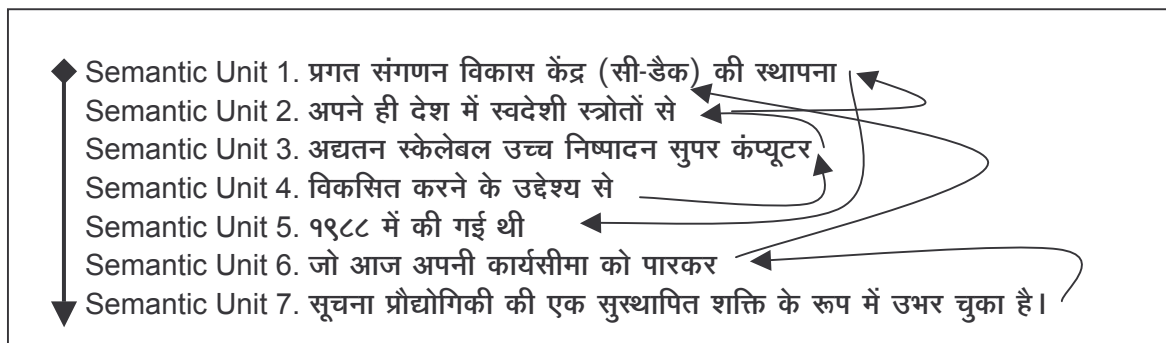 Semantic Unit 1. प्रगत संगणन विकास केंद्र (सी-डैक) की स्थापना
Semantic Unit 2. अपने ही देश में स्वदेशी स्त्रोतों से
Semantic Unit 3. अद्यतन स्केलेबल उच्च निष्पादन सुपर कंप्यूटर
Semantic Unit 4. विकसित करने के उद्देश्य से
Semantic Unit 5. १९८८ में की गई थी
Semantic Unit 6. जो आज अपनी कार्यसीमा को पारकर
Semantic Unit 7. सूचना प्रौद्योगिकी की एक सुस्थापित शक्ति के रूप में उभर चुका है।